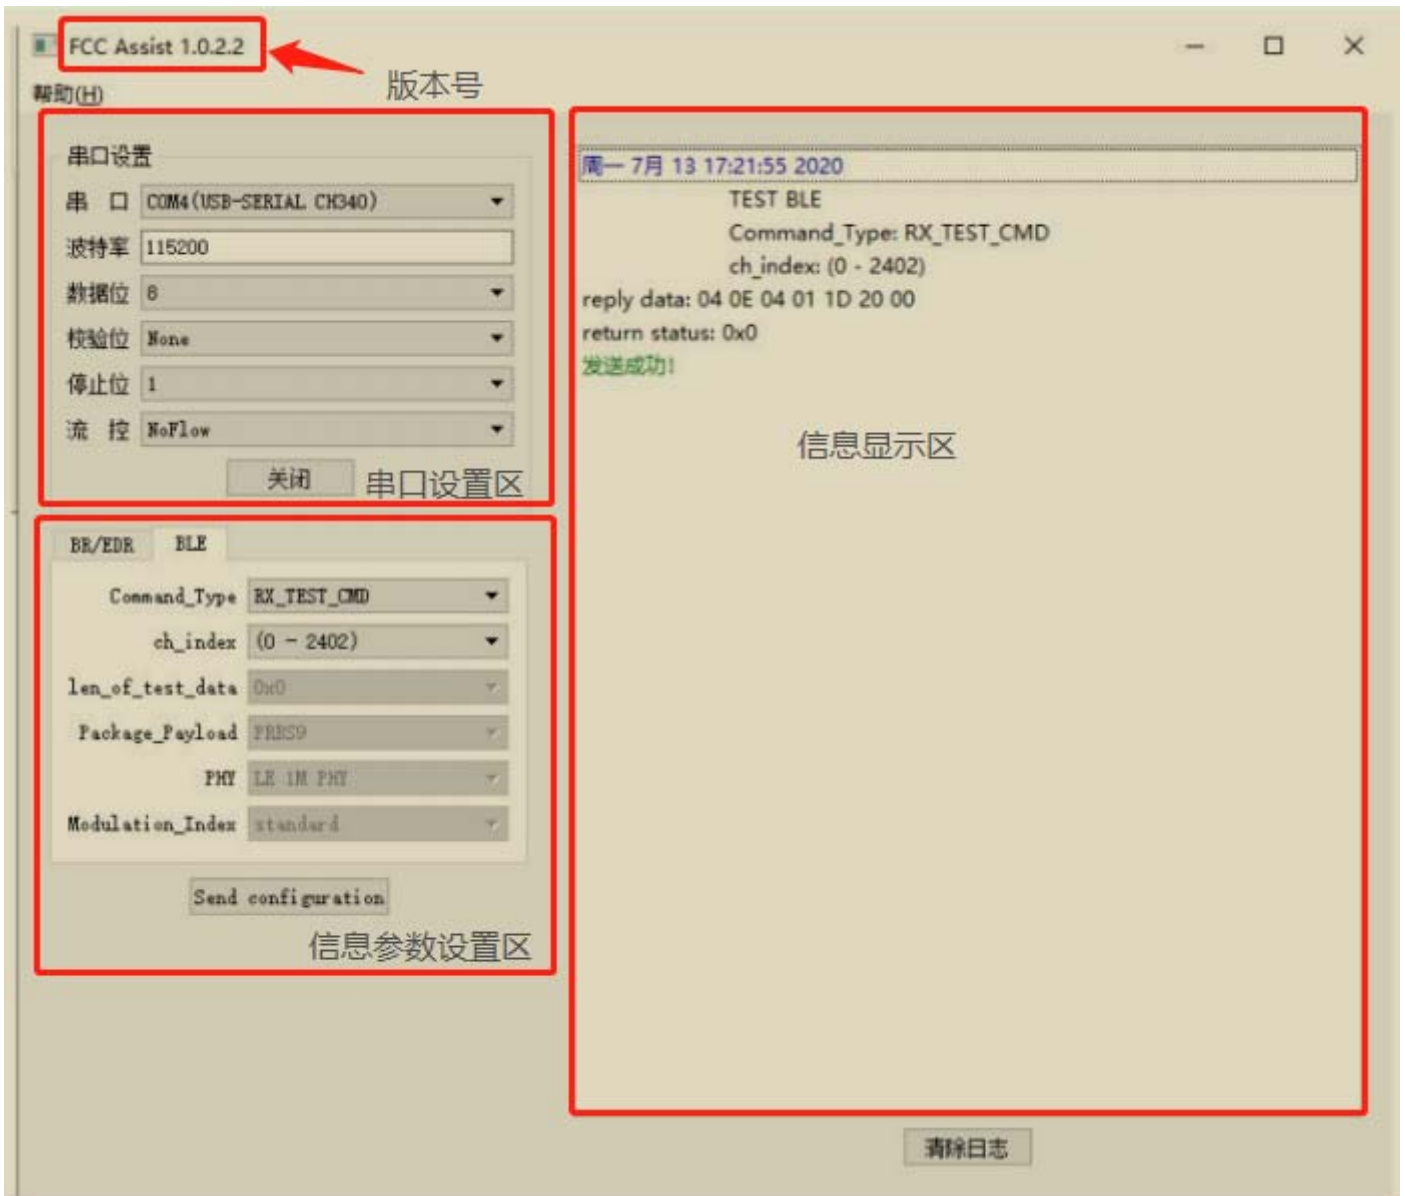 FCC Assist 1.0.2.2
版本号
帮助(H)
串口设置
串 口 COM4(USB-SERIAL CH340)
波特率 115200
数据位 8
校验位 None
停止位 1
流 控 NoFlow
关闭
串口设置区
BR/EDR BLE
Command_Type RX_TEST_CMD
ch_index (0 - 2402)
len_of_test_data 0x0
Package_Payload PRBS9
PHY LE 1M PHY
Modulation_Index standard
Send configuration
信息参数设置区
周一 7月 13 17:21:55 2020
TEST BLE
Command_Type: RX_TEST_CMD
ch_index: (0 - 2402)
reply data: 04 0E 04 01 1D 20 00
return status: 0x0
发送成功!
信息显示区
清除日志